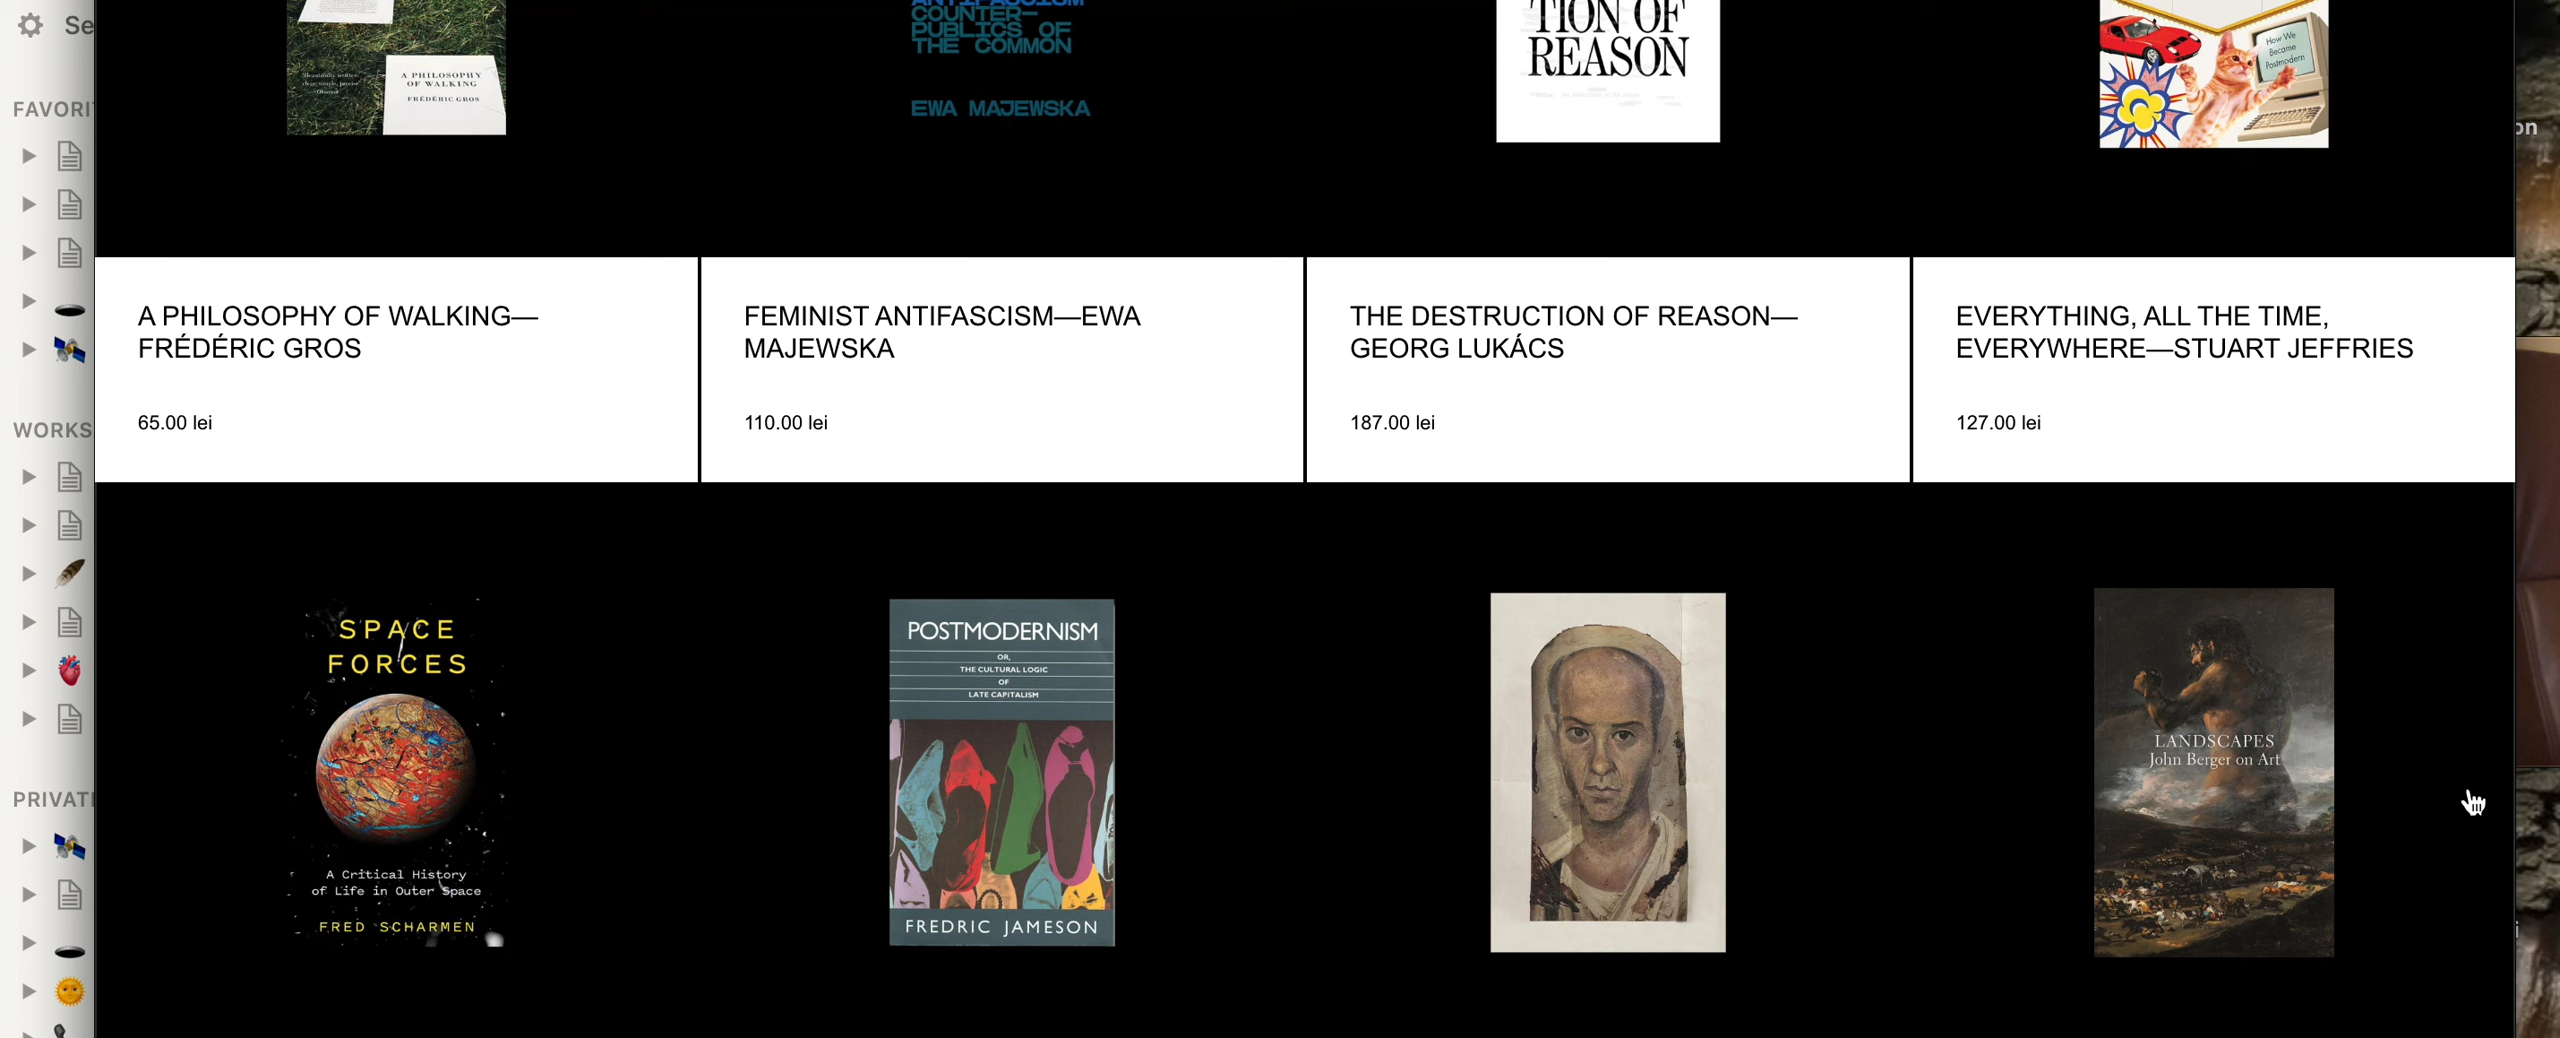 Se
FAVORI
WORKS
PRIVAT
A PHILOSOPHY
OF WALKING
FRÉDÉRIC GROS
ANTIFASCISM
COUNTER—
PUBLICS OF
THE COMMON
EWA MAJEWSKA
TION OF
REASON
How We
Became
Postmodern
on
A PHILOSOPHY OF WALKING—
FRÉDÉRIC GROS
65.00 lei
FEMINIST ANTIFASCISM—EWA
MAJEWSKA
110.00 lei
THE DESTRUCTION OF REASON—
GEORG LUKÁCS
187.00 lei
EVERYTHING, ALL THE TIME,
EVERYWHERE—STUART JEFFRIES
127.00 lei
SPACE
FORCES
A Critical History
of Life in Outer Space
FRED SCHARMEN
POSTMODERNISM
OR,
THE CULTURAL LOGIC
OF
LATE CAPITALISM
FREDRIC JAMESON
LANDSCAPES
John Berger on Art